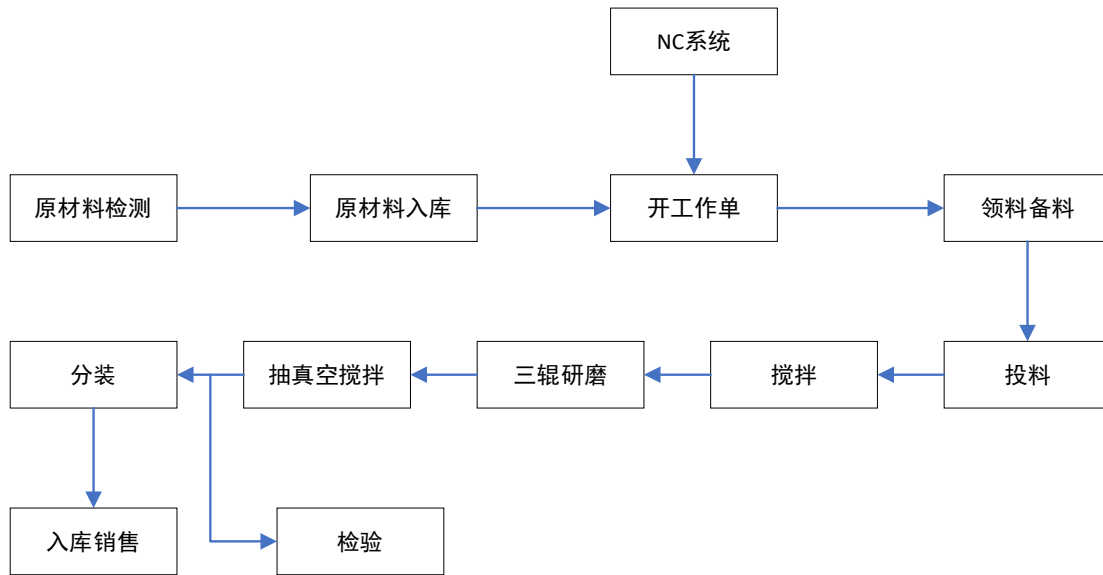 NC系统
原材料检测
原材料入库
开工作单
领料备料
分装
抽真空搅拌
三辊研磨
搅拌
投料
入库销售
检验